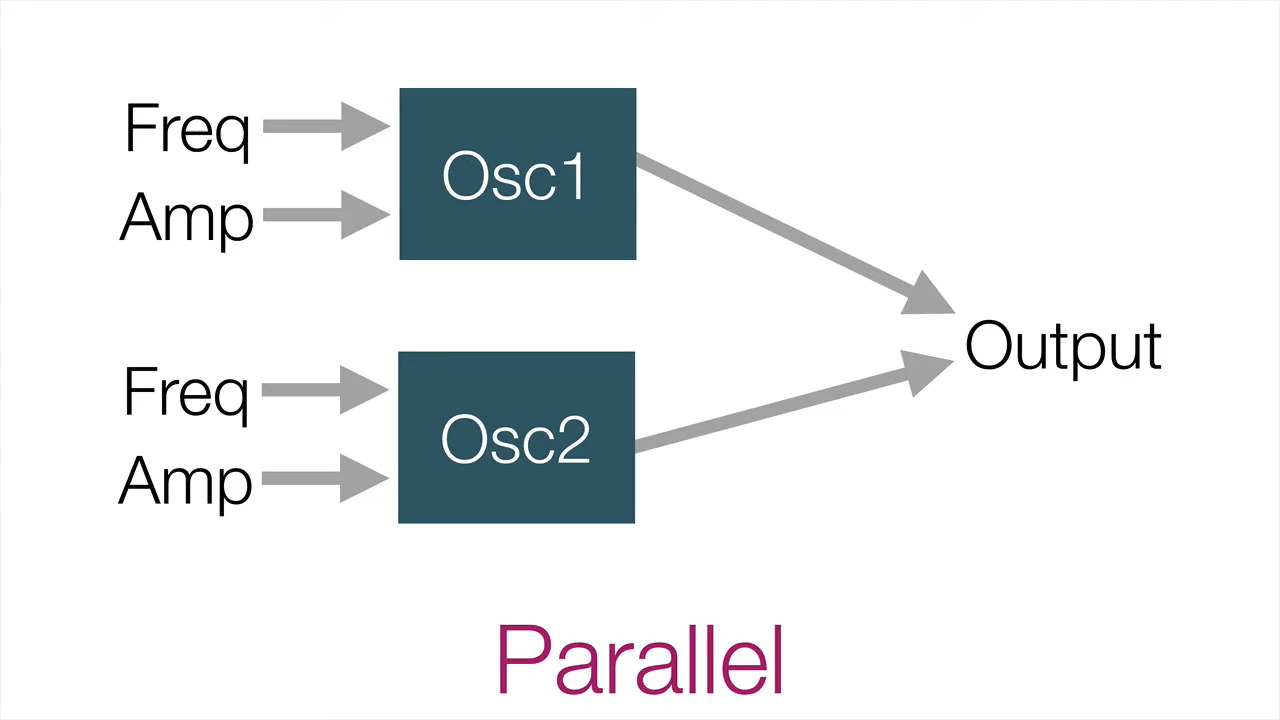 Freq
Amp
Osc1
Freq
Amp
Osc2
Output
Parallel